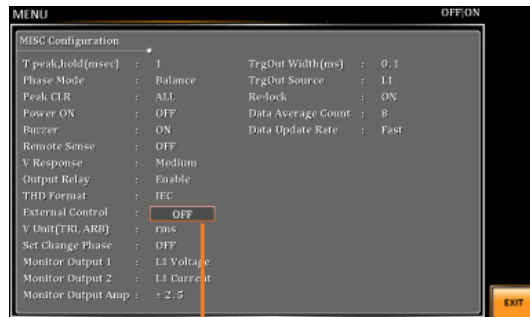 MENU OFF|ON
MISC Configuration
T peak,hold(msec) : 1
Phase Mode : Balance
Peak CLR : ALL
Power ON : OFF
Buzzer : ON
Remote Sense : OFF
V Response : Medium
Output Relay : Enable
THD Format : IEC
External Control : OFF
V Unit(TRI, ARB) : rms
Set Change Phase : OFF
Monitor Output 1 : L1 Voltage
Monitor Output 2 : L1 Current
Monitor Output Amp : ± 2.5
TrgOut Width(ms) : 0.1
TrgOut Source : L1
Re-lock : ON
Data Average Count : 8
Data Update Rate : Fast
EXIT